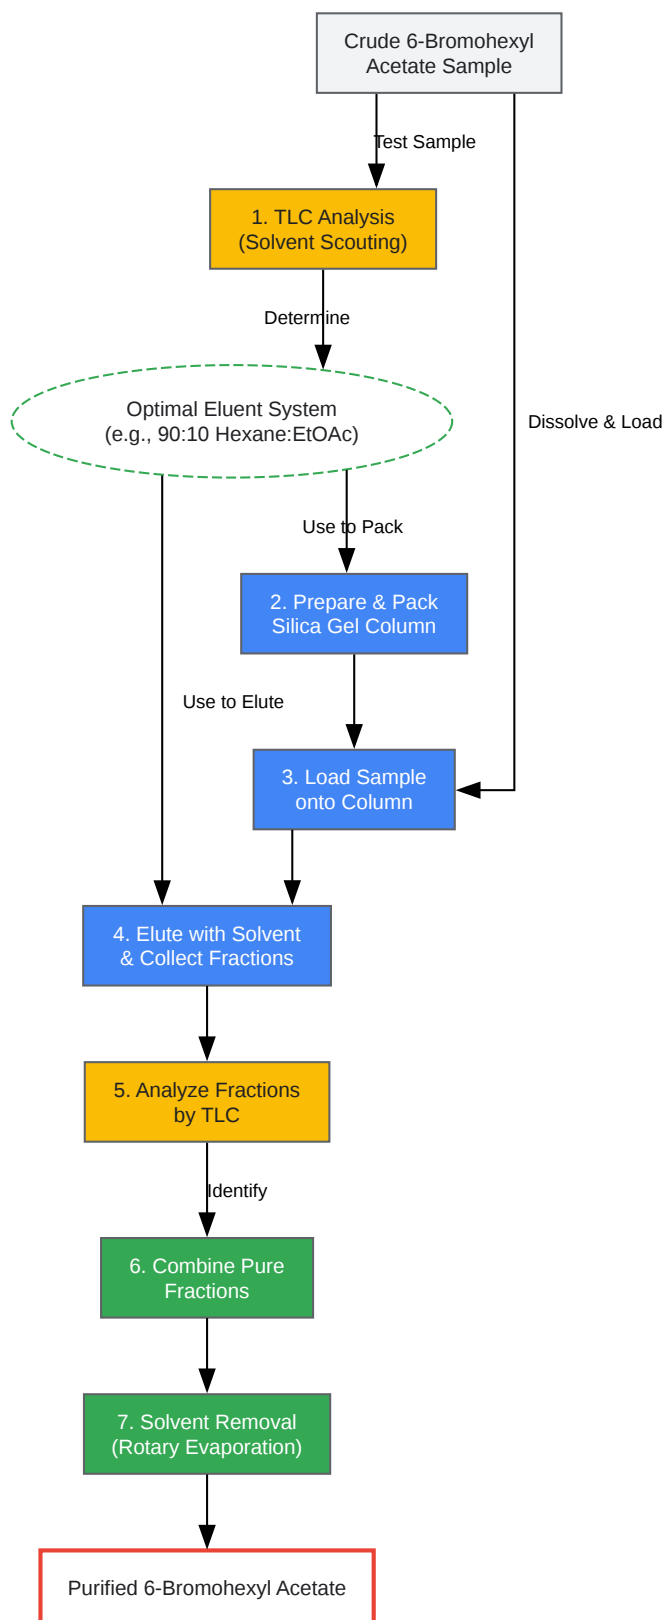 Crude 6-Bromohexyl
Acetate Sample
Test Sample
1. TLC Analysis
(Solvent Scouting)
Determine
Optimal Eluent System
(e.g., 90:10 Hexane:EtOAc)
Dissolve & Load
Use to Pack
2. Prepare & Pack
Silica Gel Column
Use to Elute
3. Load Sample
onto Column
4. Elute with Solvent
& Collect Fractions
5. Analyze Fractions
by TLC
Identify
6. Combine Pure
Fractions
7. Solvent Removal
(Rotary Evaporation)
Purified 6-Bromohexyl Acetate